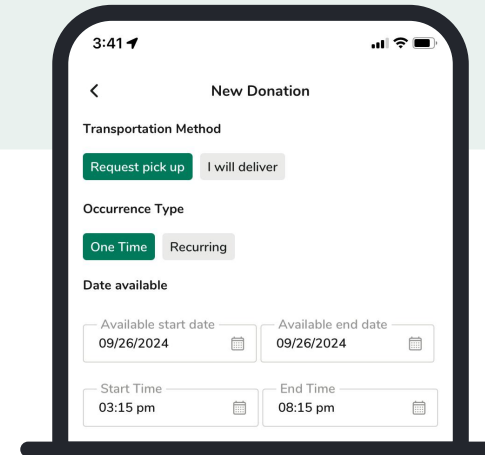 3:41
New Donation
Transportation Method
Request pick up I will deliver
Occurrence Type
One Time Recurring
Date available
Available start date Available end date
09/26/2024 09/26/2024
Start Time End Time
03:15 pm 08:15 pm